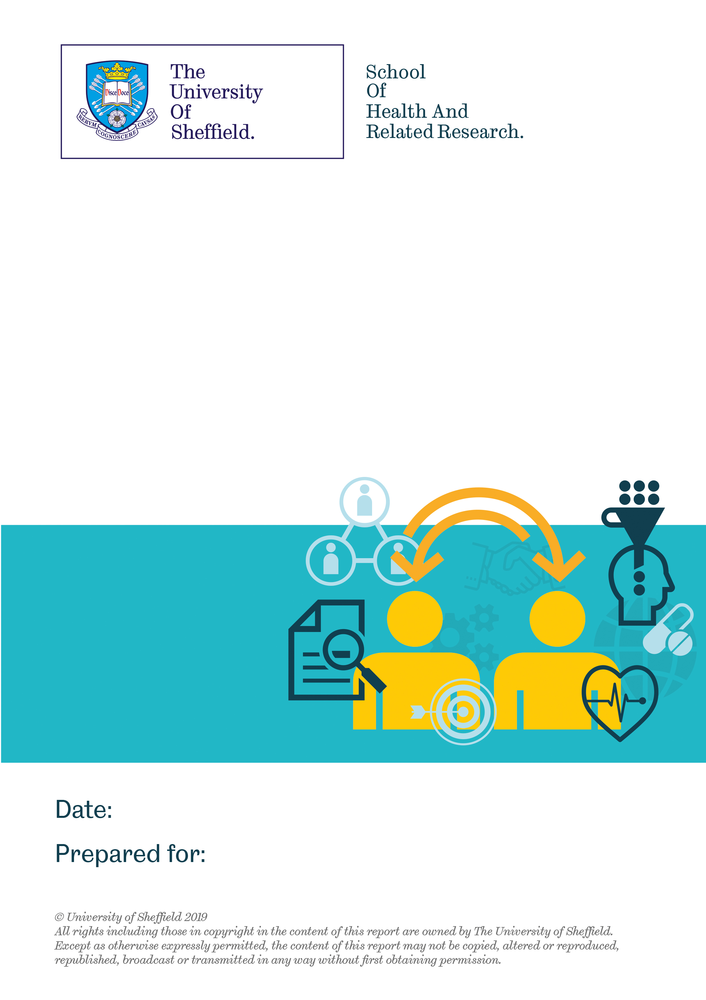 Disce Doce
RERVM COGNOSCERE CAVSAS
The
University
Of
Sheffield.
School
Of
Health And
Related Research.
Date:
Prepared for:
© University of Sheffield 2019
All rights including those in copyright in the content of this report are owned by The University of Sheffield.
Except as otherwise expressly permitted, the content of this report may not be copied, altered or reproduced,
republished, broadcast or transmitted in any way without first obtaining permission.